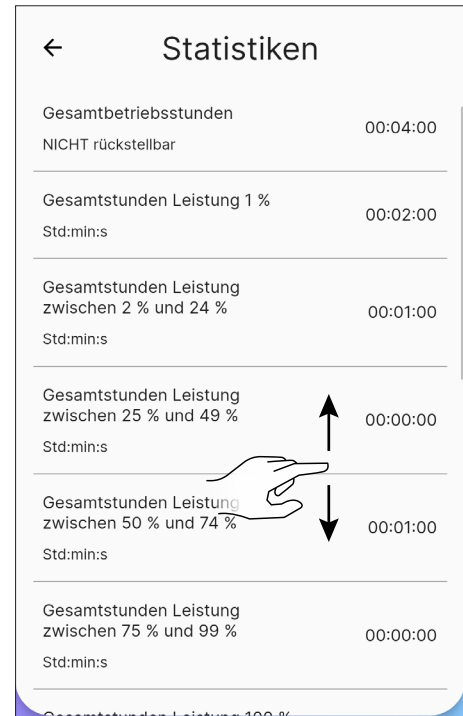 Statistiken
Gesamtbetriebsstunden
NICHT rückstellbar
00:04:00
Gesamtstunden Leistung 1 %
Std:min:s
00:02:00
Gesamtstunden Leistung
zwischen 2 % und 24 %
Std:min:s
00:01:00
Gesamtstunden Leistung
zwischen 25 % und 49 %
Std:min:s
00:00:00
Gesamtstunden Leistung
zwischen 50 % und 74 %
Std:min:s
00:01:00
Gesamtstunden Leistung
zwischen 75 % und 99 %
Std:min:s
00:00:00
Gesamtstunden Leistung 100 %